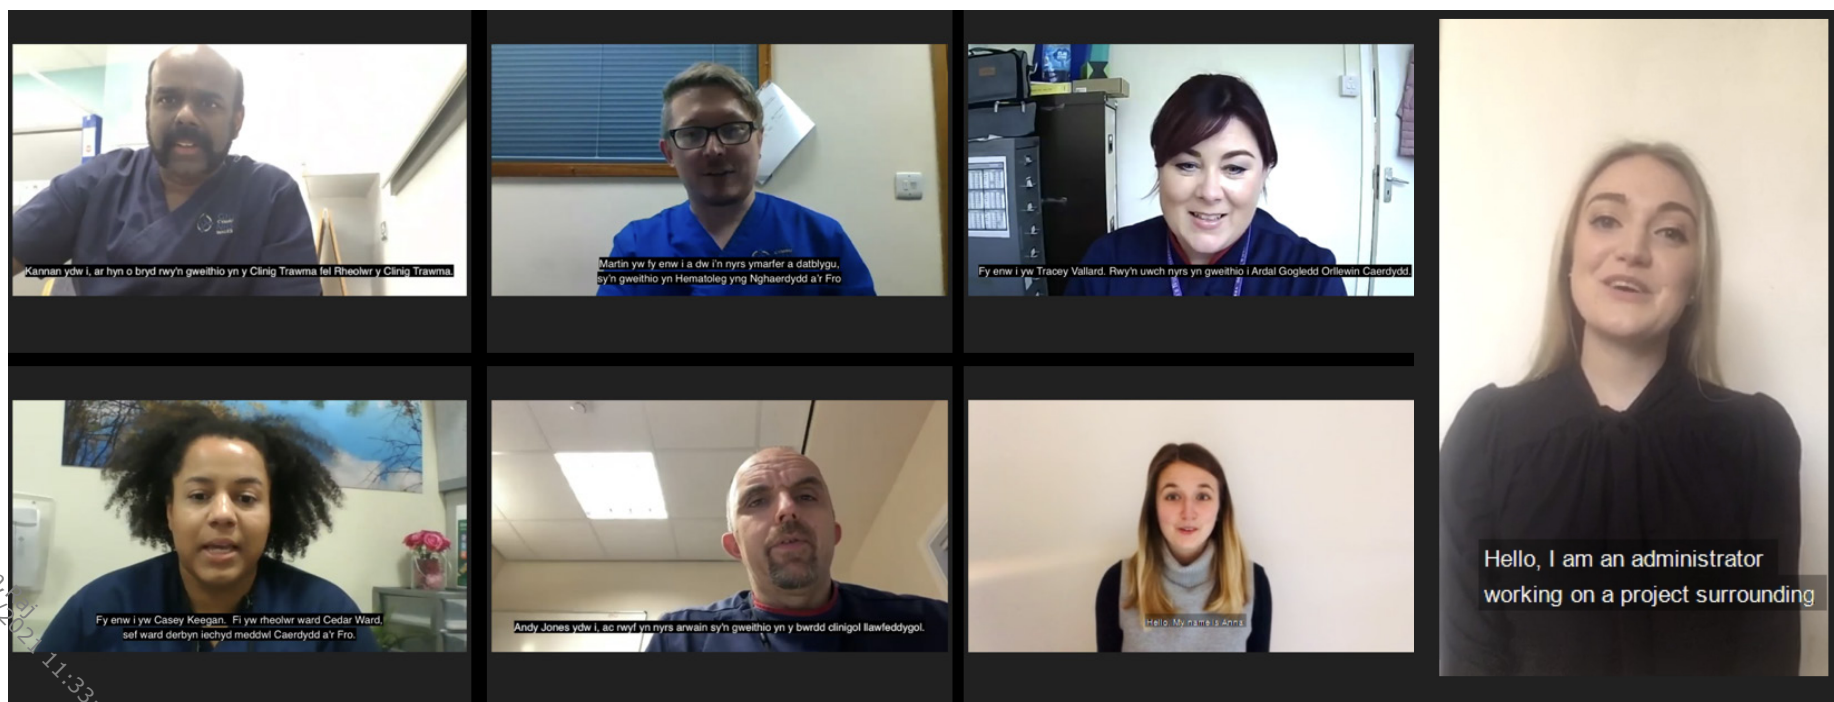 Kannan ydw i, ar hyn o bryd rwy'n gweithio yn y Clinig Trawma fel Rheolwr y Clinig Trawma.
Martin yw fy enw i a dw i'n nyrs ymarfer a datblygu,
sy'n gweithio yn Hematoleg yng Nghaerdydd a'r Fro
Fy enw i yw Tracey Vallard. Rwy'n uwch nyrs yn gweithio i Ardal Gogledd Orllewin Caerdydd.
Hello, I am an administrator
working on a project surrounding
Fy enw i yw Casey Keegan. Fi yw rheolwr ward Cedar Ward,
sef ward derbyn iechyd meddwl Caerdydd a'r Fro.
Andy Jones ydw i, ac rwyf yn nyrs arwain sy'n gweithio yn y bwrdd clinigol llawfeddygol.
Hello. My name is Anna
2021 11:33